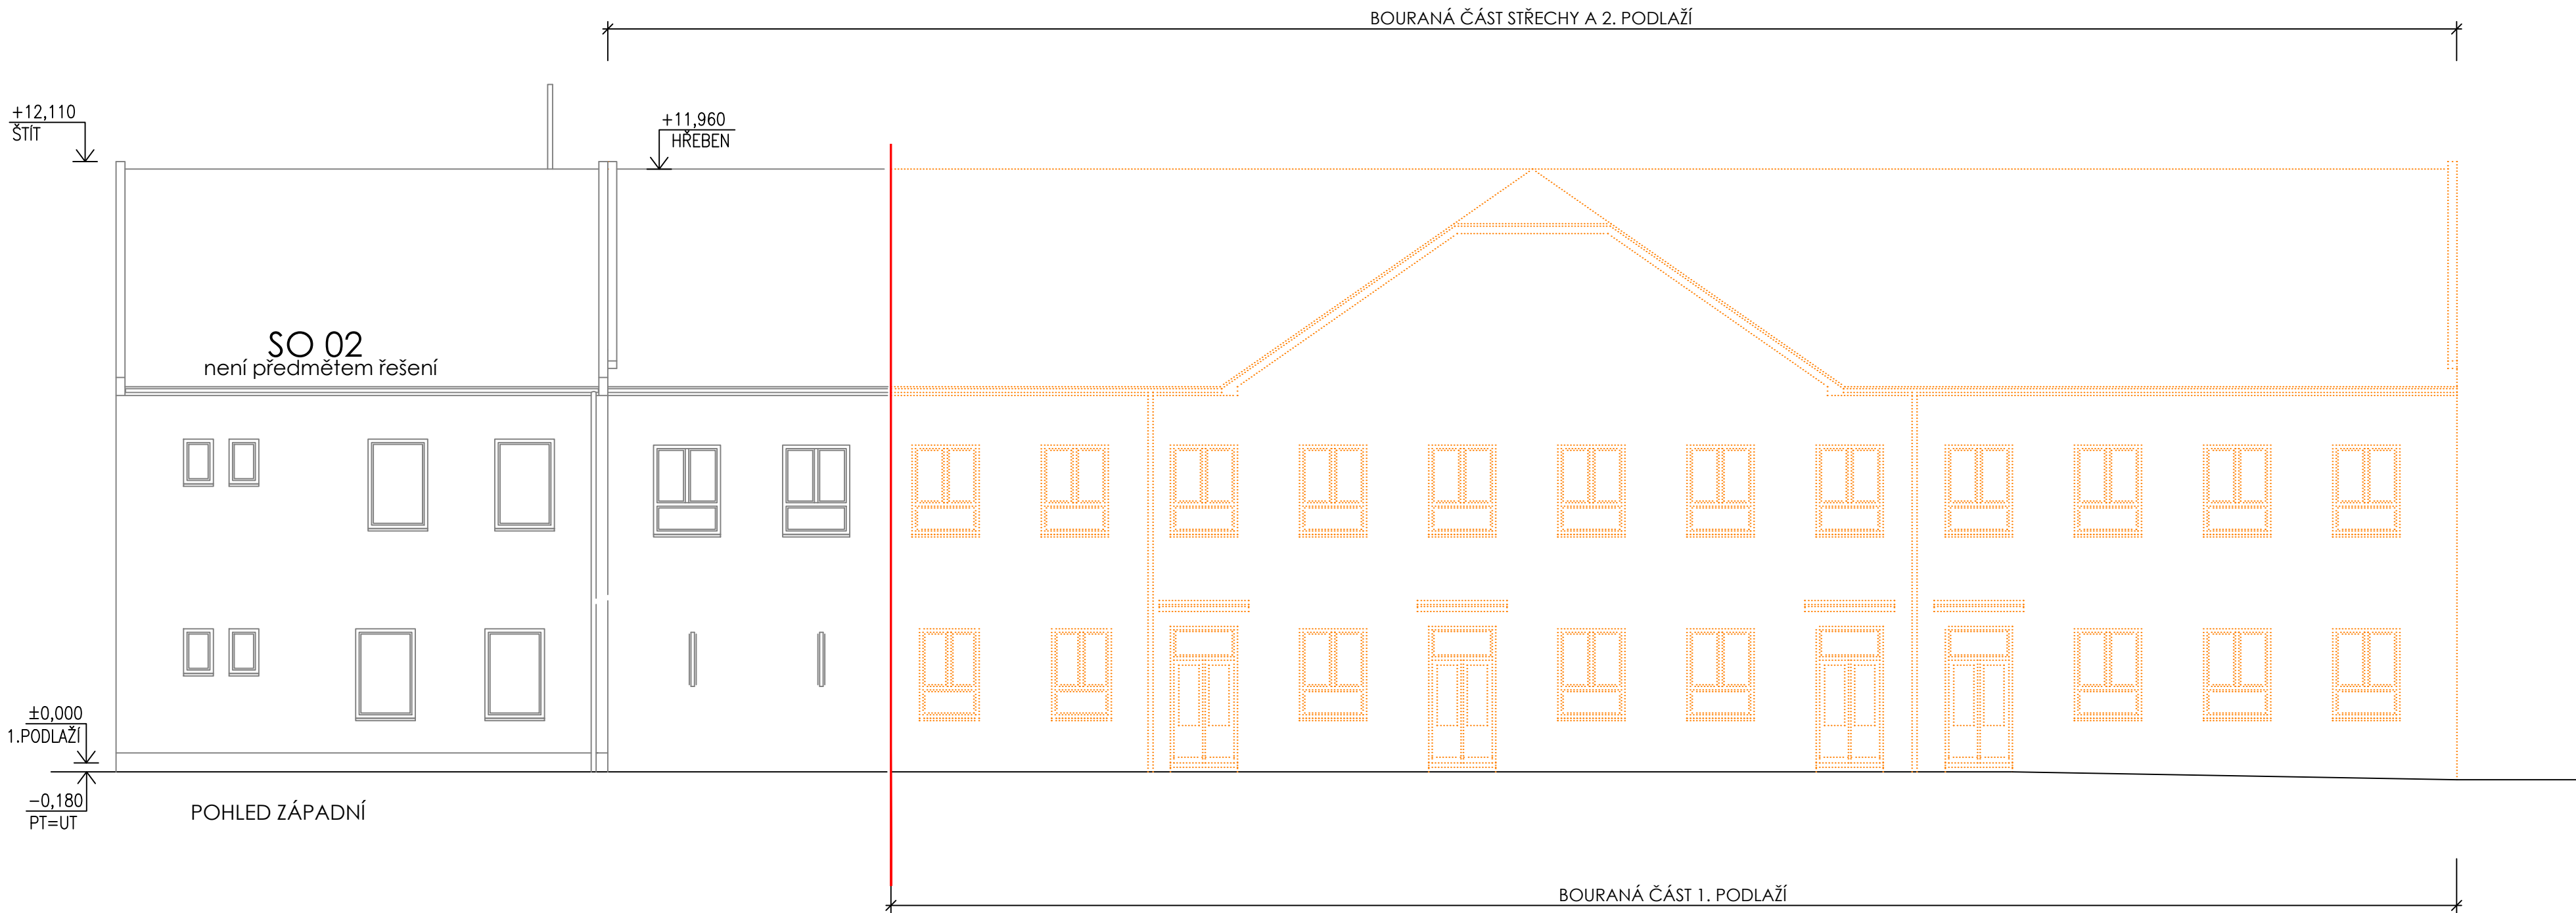 BOURANÁ ČÁST STŘECHY A 2. PODLAŽÍ
+12,110
ŠTÍT
+11,960
HŘEBEN
SO 02
není předmětem řešení
±0,000
1.PODLAŽÍ
−0,180
PT=UT
POHLED ZÁPADNÍ
BOURANÁ ČÁST 1. PODLAŽÍ